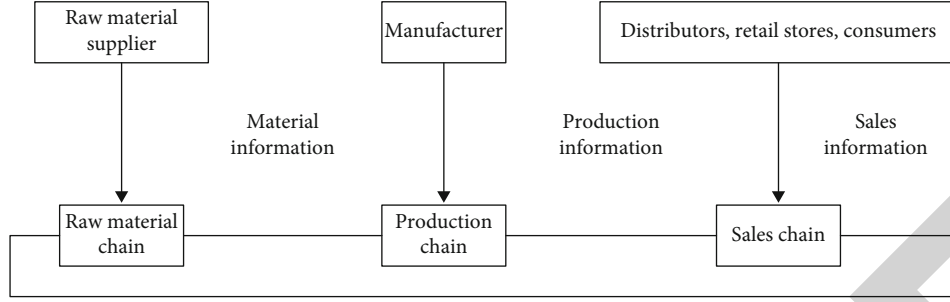 Raw material
supplier
Manufacturer
Distributors, retail stores, consumers
Material
information
Production
information
Sales
information
Raw material
chain
Production
chain
Sales chain